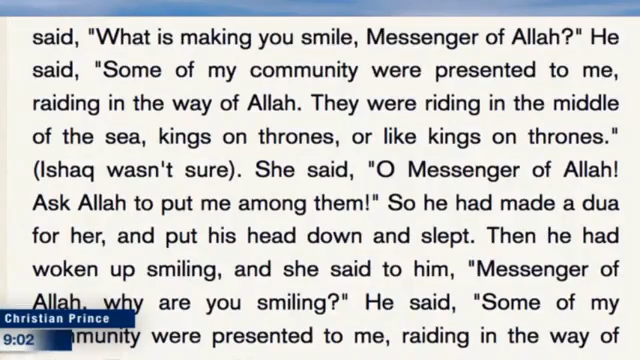 said, "What is making you smile, Messenger of Allah?" He
said, "Some of my community were presented to me,
raiding in the way of Allah. They were riding in the middle
of the sea, kings on thrones, or like kings on thrones."
(Ishaq wasn't sure). She said, "O Messenger of Allah!
Ask Allah to put me among them!" So he had made a dua
for her, and put his head down and slept. Then he had
woken up smiling, and she said to him, "Messenger of
Allah, why are you smiling?" He said, "Some of my
munity were presented to me, raiding in the way of
Christian Prince
9:02